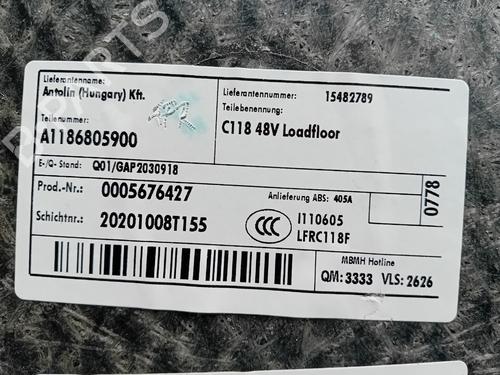 Lieferantenname:
Antolin (Hungary) Kft.
Teilenummer:
A1186805900
Lieferantennummer: 15482789
Teilebenennung:
C118 48V Loadfloor
E-/Q- Stand: Q01/GAP2030918
Prod.-Nr.: 0005676427
Schichtnr.: 20201008T155
Anlieferung ABS: 405A
I110605
LFRC118F
0778
MBMH Hotline
QM: 3333 VLS: 2626